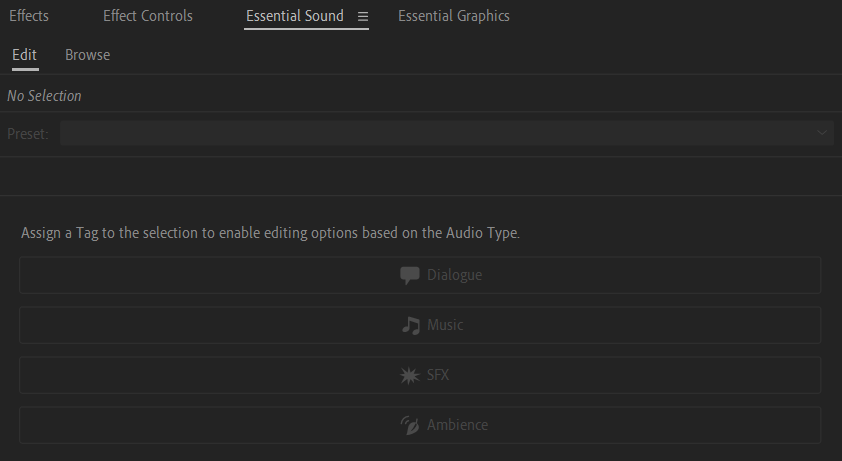 Effects Effect Controls Essential Sound Essential Graphics
Edit Browse
No Selection
Preset:
Assign a Tag to the selection to enable editing options based on the Audio Type.
Dialogue
Music
SFX
Ambience